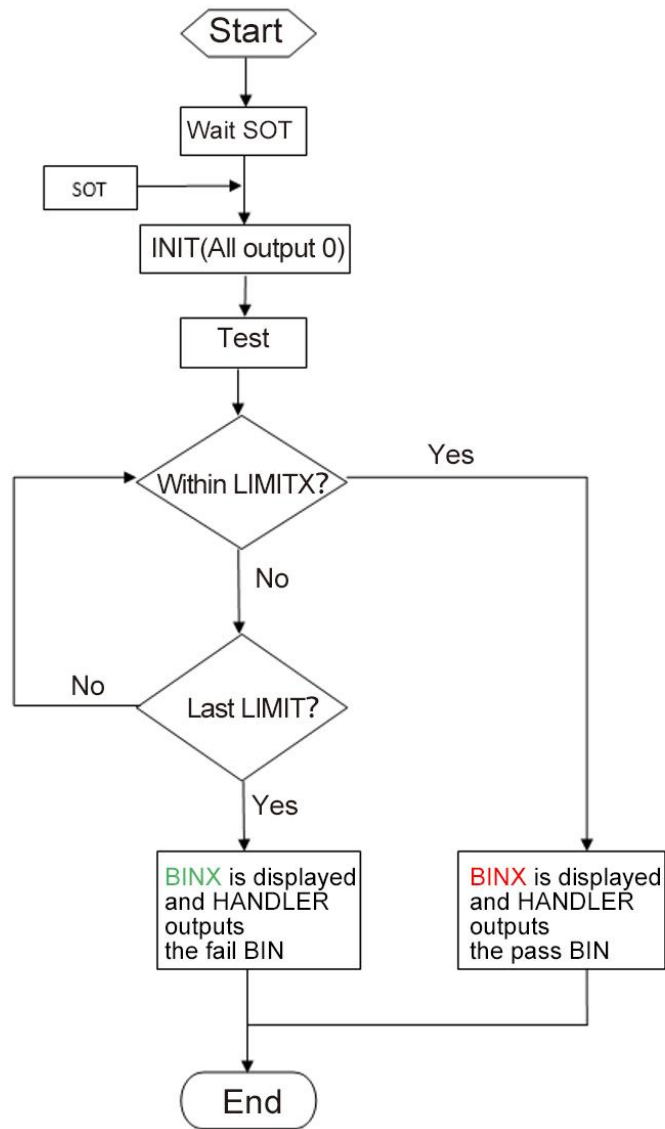 Start
Wait SOT
SOT
INIT(All output 0)
Test
Within LIMITX?
Yes
No
No
Last LIMIT?
Yes
BINX is displayed
and HANDLER
outputs
the fail BIN
BINX is displayed
and HANDLER
outputs
the pass BIN
End